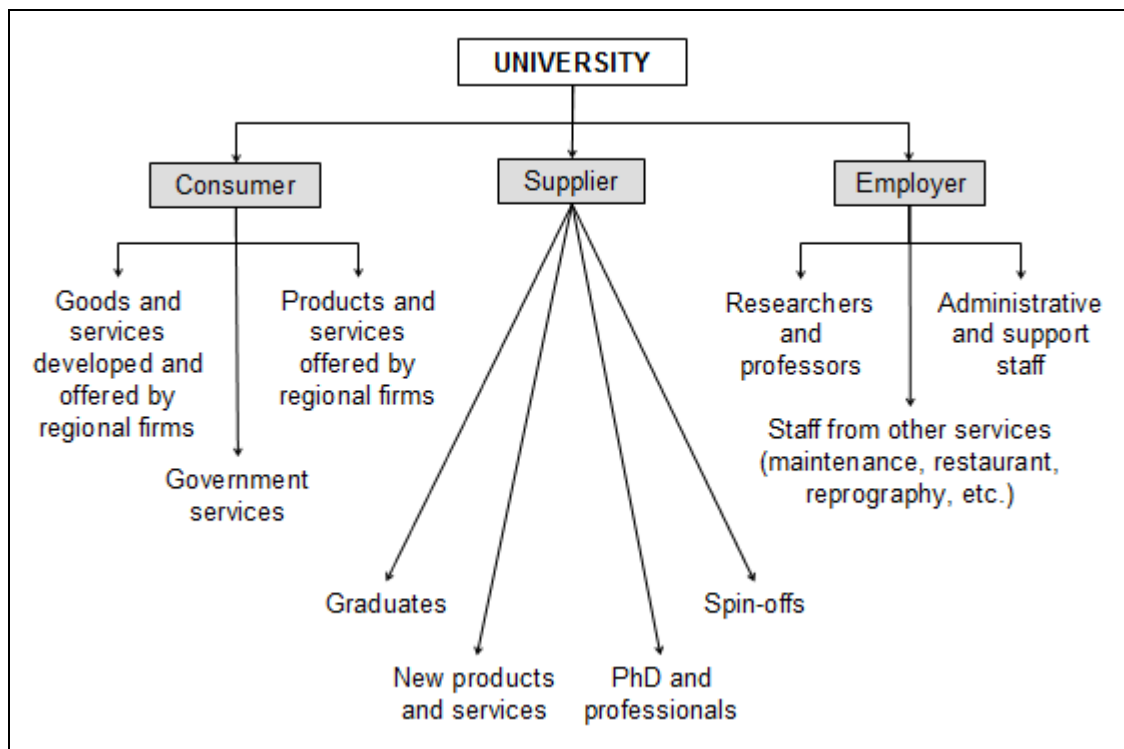 UNIVERSITY
Consumer
Supplier
Employer
Goods and
services
developed and
offered by
regional firms
Products and
services
offered by
regional firms
Government
services
Researchers
and
professors
Administrative
and support
staff
Staff from other services
(maintenance, restaurant,
reprography, etc.)
Graduates
New products
and services
PhD and
professionals
Spin-offs